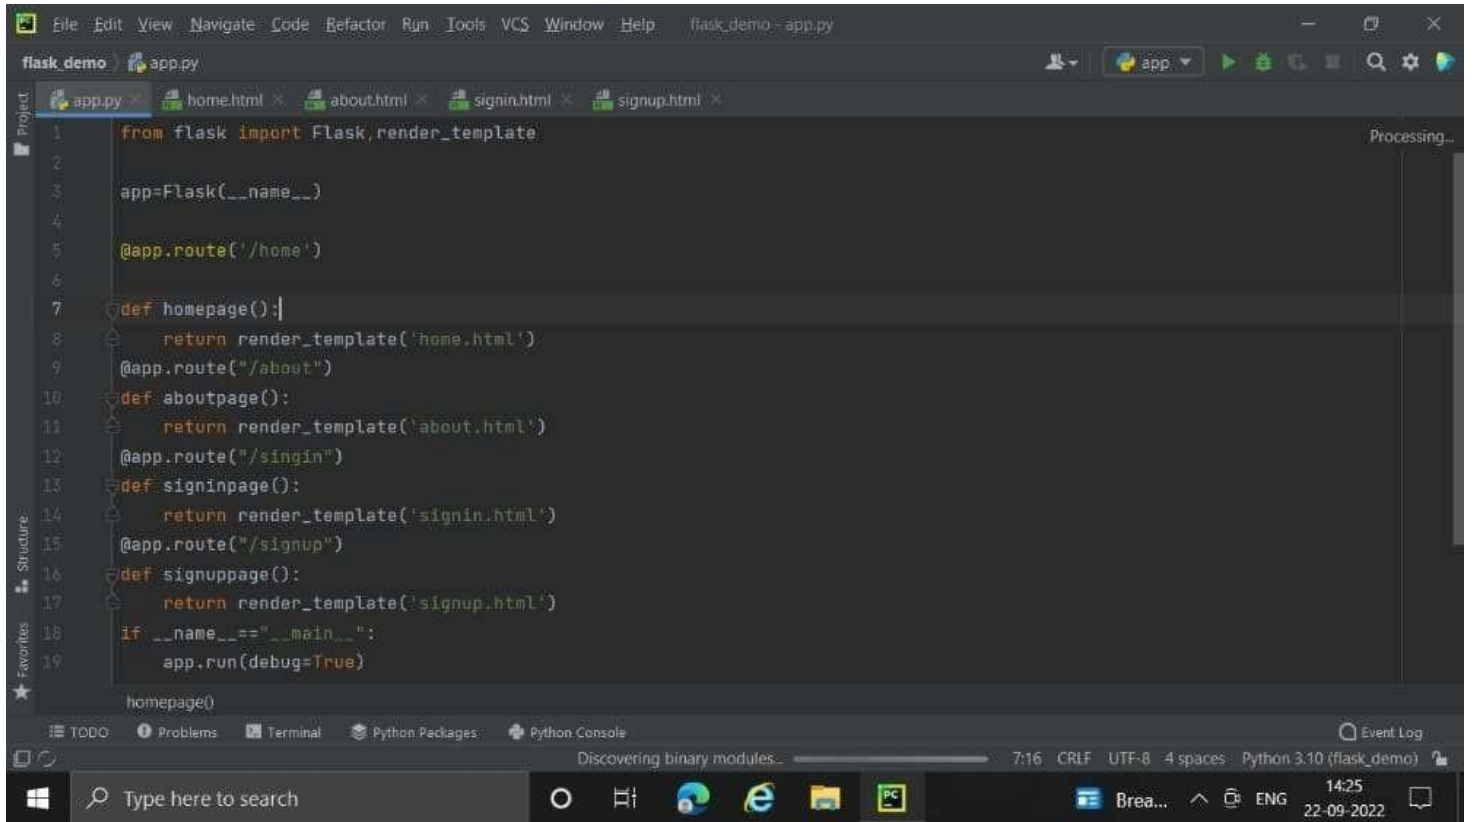 File Edit View Navigate Code Refactor Run Tools VCS Window Help flask_demo - app.py
flask_demo app.py app
app.py home.html about.html signin.html signup.html
Project
Processing...
1 from flask import Flask,render_template
2
3 app=Flask(__name__)
4
5 @app.route('/home')
6
7 def homepage():
8 return render_template('home.html')
9 @app.route("/about")
10 def aboutpage():
11 return render_template('about.html')
12 @app.route("/singin")
13 def signinpage():
14 return render_template('signin.html')
15 @app.route("/signup")
16 def signuppage():
17 return render_template('signup.html')
18 if __name__=="__main__":
19 app.run(debug=True)
Structure
Favorites
homepage()
TODO Problems Terminal Python Packages Python Console Event Log
Discovering binary modules... 7:16 CRLF UTF-8 4 spaces Python 3.10 (flask_demo)
PC
Type here to search Brea... ENG 14:25
22-09-2022